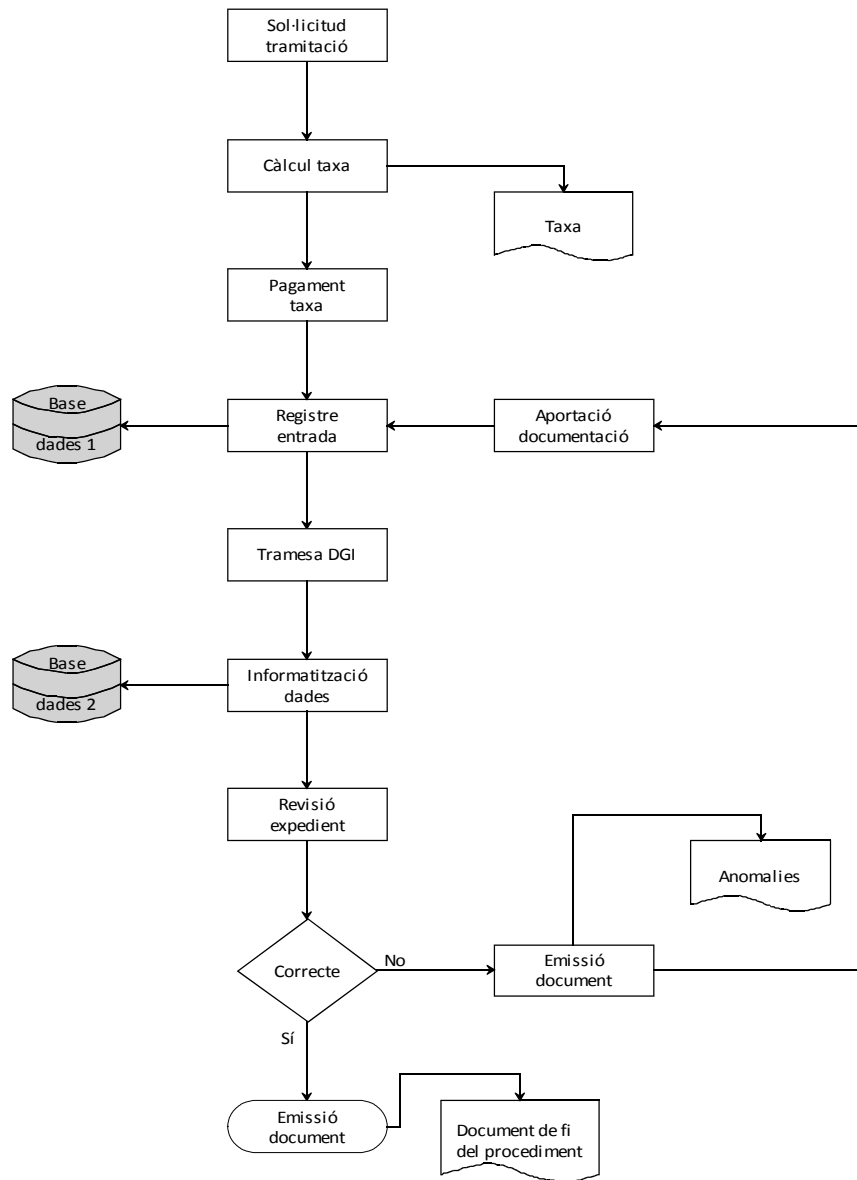 Sol·licitud
tramitació
Càlcul taxa
Taxa
Pagament
taxa
Base
dades 1
Registre
entrada
Aportació
documentació
Tramesa DGI
Base
dades 2
Informatització
dades
Revisió
expedient
Anomalies
Correcte
No
Emissió
document
Sí
Emissió
document
Document de fi
del procediment